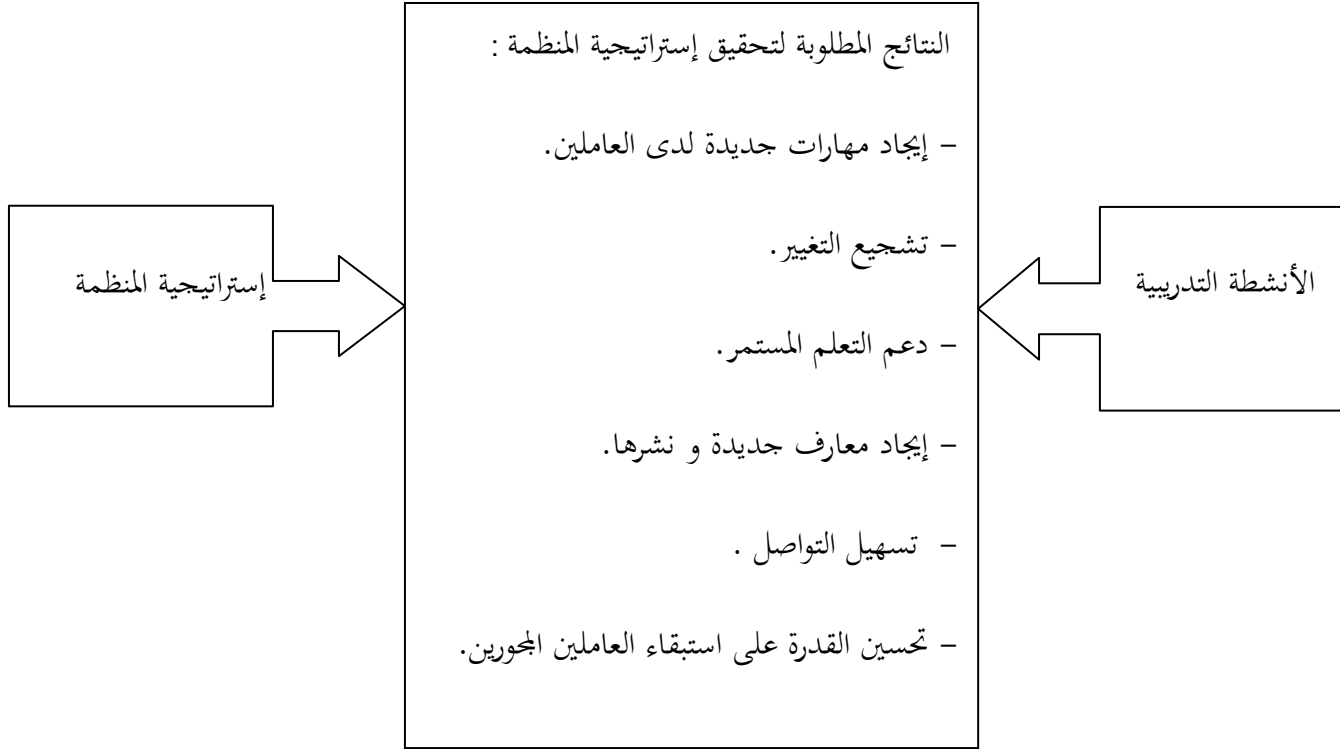 النتائج المطلوبة لتحقيق إستراتيجية المنظمة :
– إيجاد مهارات جديدة لدى العاملين.
– تشجيع التغيير.
– دعم التعلم المستمر.
– إيجاد معارف جديدة و نشرها.
– تسهيل التواصل .
– تحسين القدرة على استبقاء العاملين المحورين.
الأنشطة التدريبية
إستراتيجية المنظمة